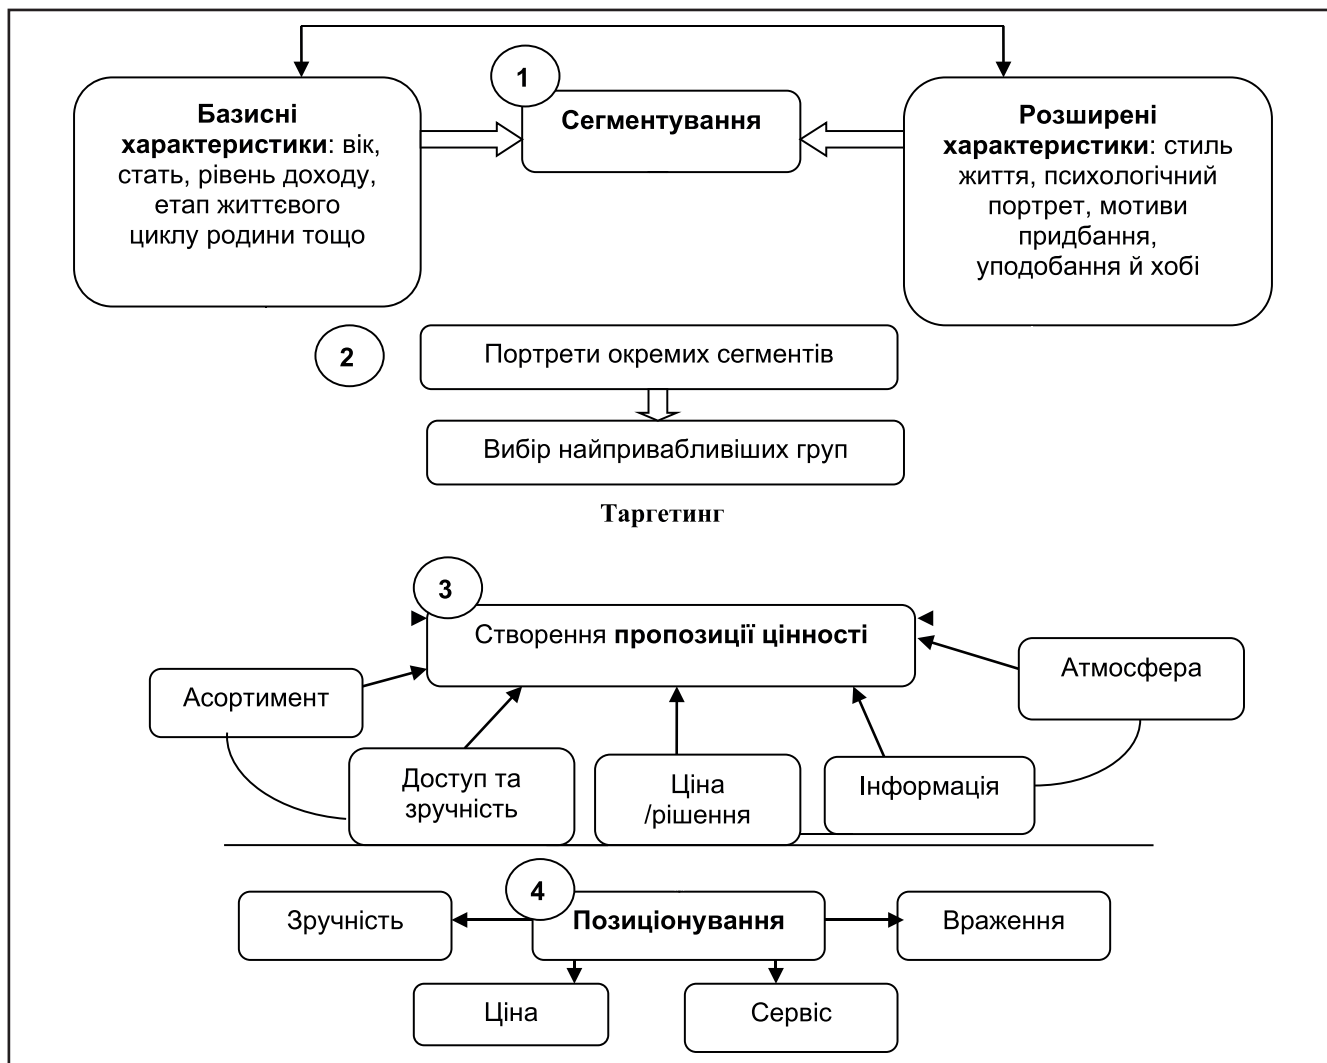 1
Базисні
характеристики: вік,
стать, рівень доходу,
етап життєвого
циклу родини тощо
Сегментування
Розширені
характеристики: стиль
життя, психологічний
портрет, мотиви
придбання,
уподобання й хобі
2
Портрети окремих сегментів
Вибір найпривабливіших груп
Таргетинг
3
Створення пропозиції цінності
Асортимент
Атмосфера
Доступ та
зручність
Ціна
/рішення
Інформація
4
Зручність
Позиціонування
Враження
Ціна
Сервіс